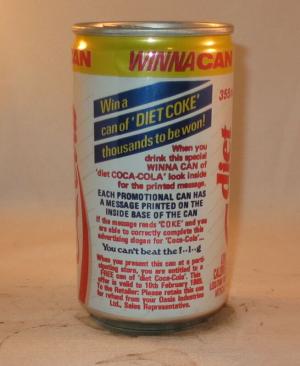 AN WINNACAN
Win a
can of 'DIET COKE'
thousands to be won!
355
diet
When you
drink this special
WINNA CAN of
'diet COCA-COLA' look inside
for the printed message.
EACH PROMOTIONAL CAN HAS
A MESSAGE PRINTED ON THE
INSIDE BASE OF THE CAN
If the message reads 'COKE' and you
are able to correctly complete this
advertising slogan for 'Coca-Cola'...
You can't beat the f..l..g
When you present this can at a parti-
cipating store, you are entitled to a
FREE can of 'diet Coca-Cola'. This
offer is valid to 10th February 1989.
To the Retailer: Please retain this can
for refund from your Oasis Industries
Ltd., Sales Representative.